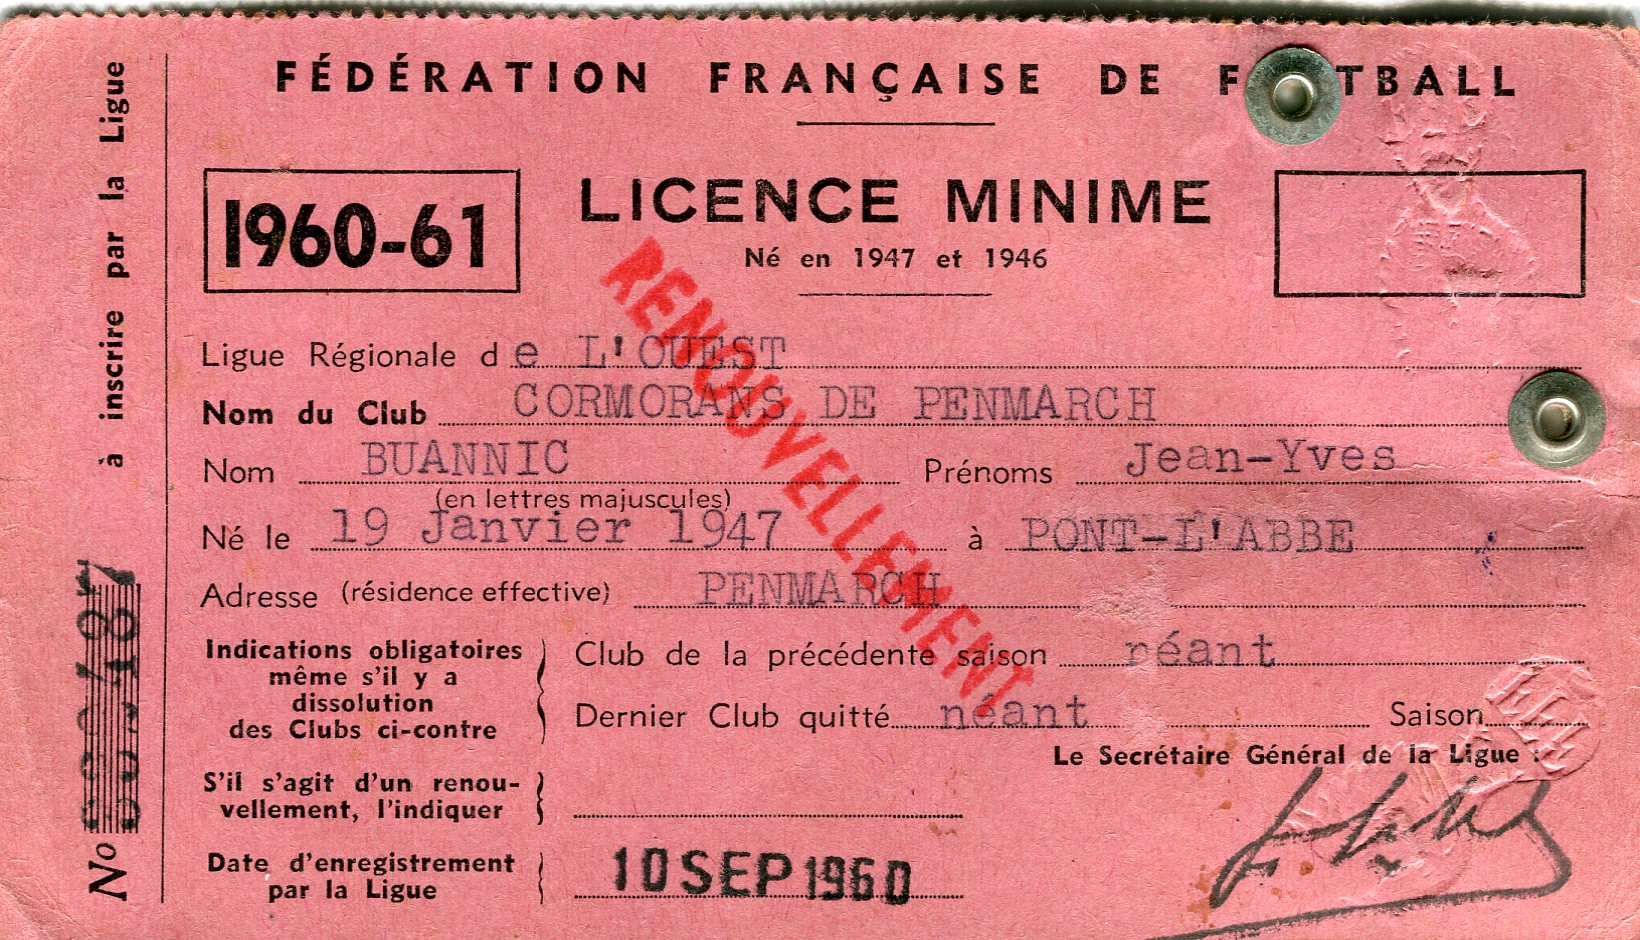 FÉDÉRATION FRANÇAISE DE F TBALL
1960-61
LICENCE MINIME
Né en 1947 et 1946
RENOUVELLEMENT
Ligue Régionale de L'OUEST
Nom du Club CORMORANS DE PENMARCH
Nom BUANNIC Prénoms Jean-Yves
(en lettres majuscules)
Né le 19 Janvier 1947 à PONT-L'ABBE
Adresse (résidence effective) PENMARCH
Indications obligatoires
même s'il y a
dissolution
des Clubs ci-contre
Club de la précédente saison réant
Dernier Club quitté néant Saison
Le Secrétaire Général de la Ligue :
S'il s'agit d'un renou-
vellement, l'indiquer
Date d'enregistrement
par la Ligue
10 SEP 1960
No
à inscrire par la Ligue